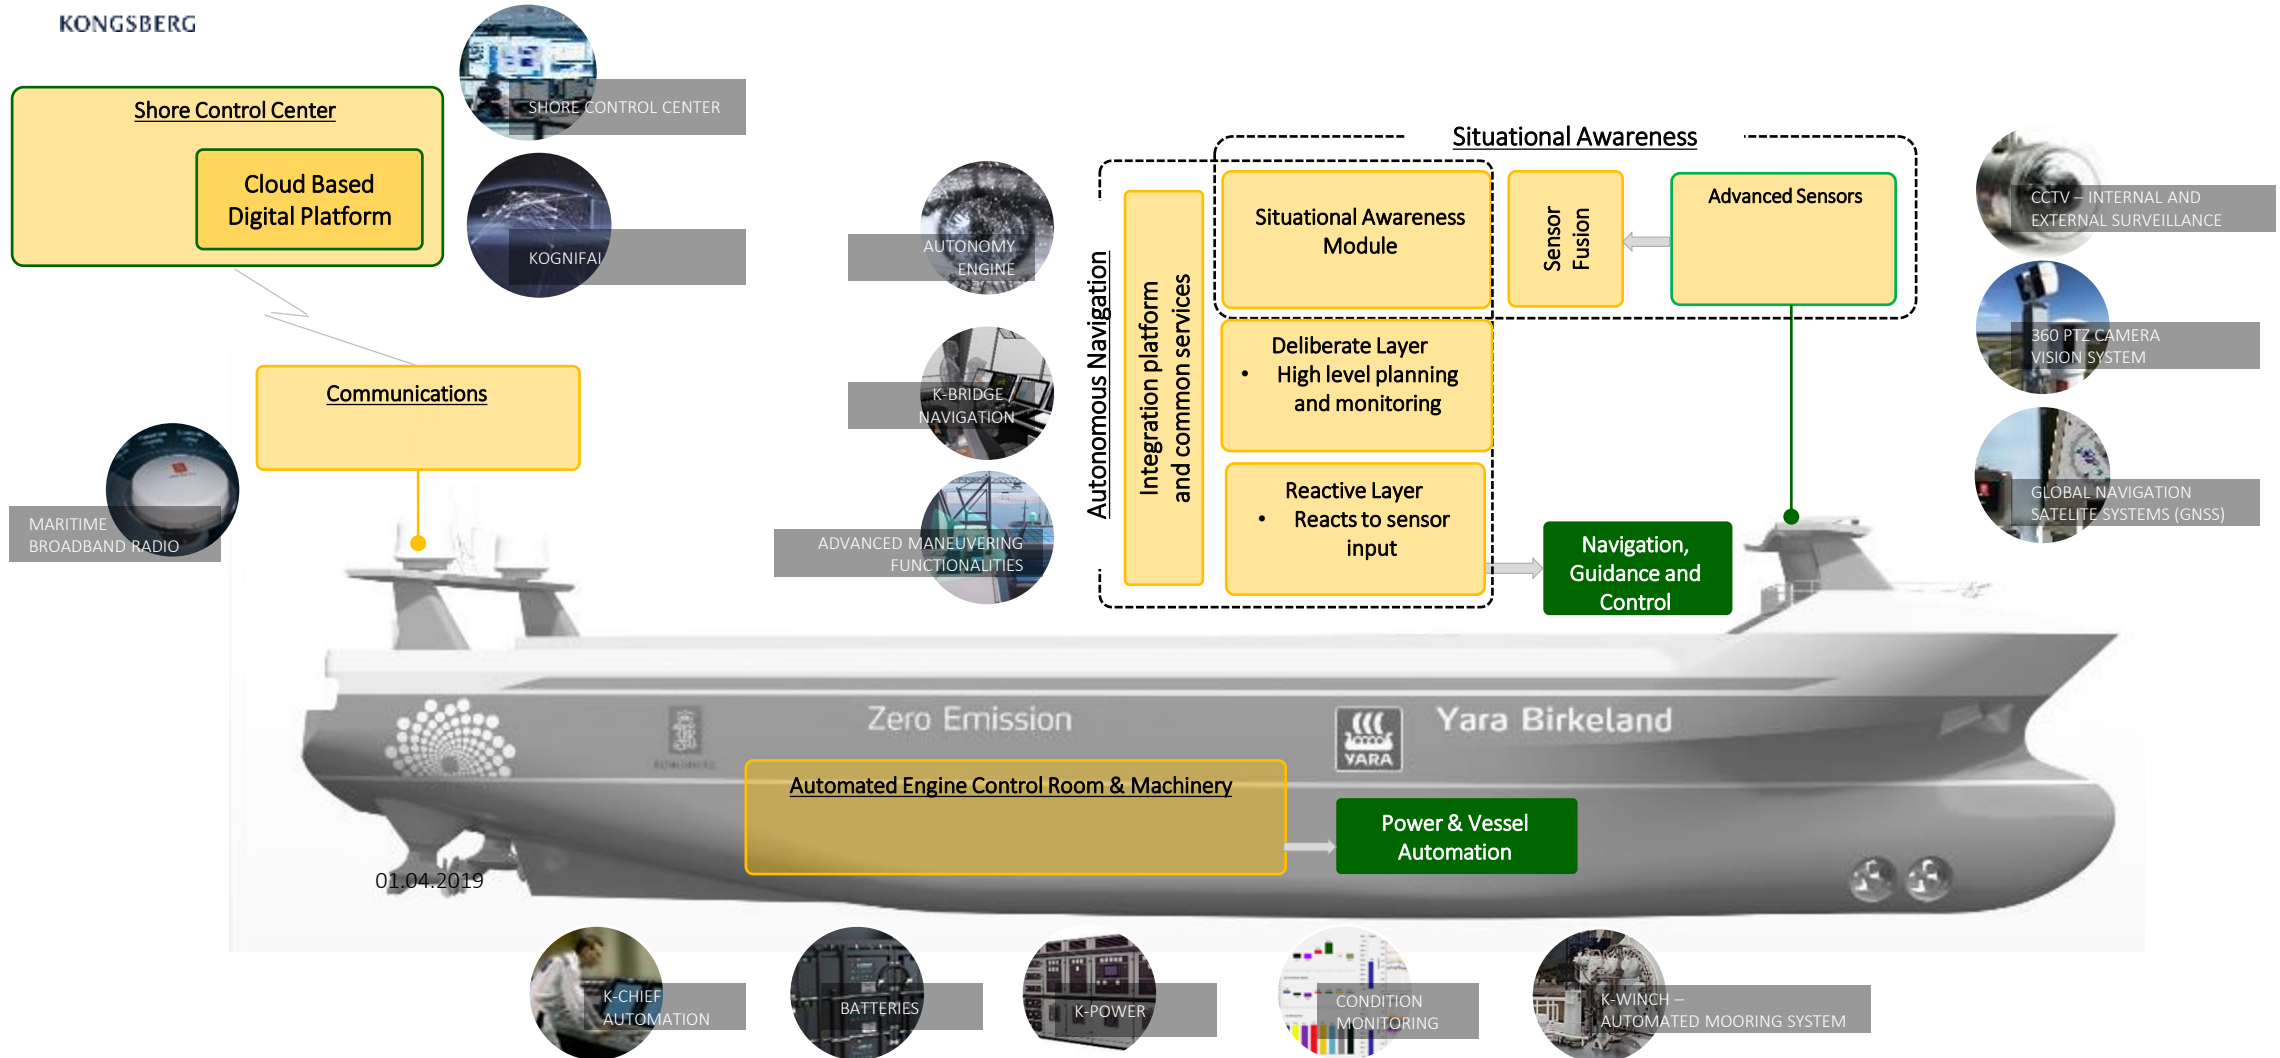 KONGSBERG
Shore Control Center
Cloud Based
Digital Platform
SHORE CONTROL CENTER
KOGNIFAI
Communications
MARITIME
BROADBAND RADIO
AUTONOMY
ENGINE
K-BRIDGE /
NAVIGATION
ADVANCED MANEUVERING
FUNCTIONALITIES
Autonomous Navigation
Integration platform
and common services
Situational Awareness
Situational Awareness
Module
Sensor
Fusion
Advanced Sensors
Deliberate Layer
• High level planning
and monitoring
Reactive Layer
• Reacts to sensor
input
Navigation,
Guidance and
Control
CCTV – INTERNAL AND
EXTERNAL SURVEILLANCE
360 PTZ CAMERA
VISION SYSTEM
GLOBAL NAVIGATION
SATELITE SYSTEMS (GNSS)
Zero Emission
Yara Birkeland
KONGSBERG
YARA
Automated Engine Control Room & Machinery
Power & Vessel
Automation
01.04.2019
K-CHIEF
AUTOMATION
BATTERIES
K-POWER
CONDITION
MONITORING
K-WINCH –
AUTOMATED MOORING SYSTEM